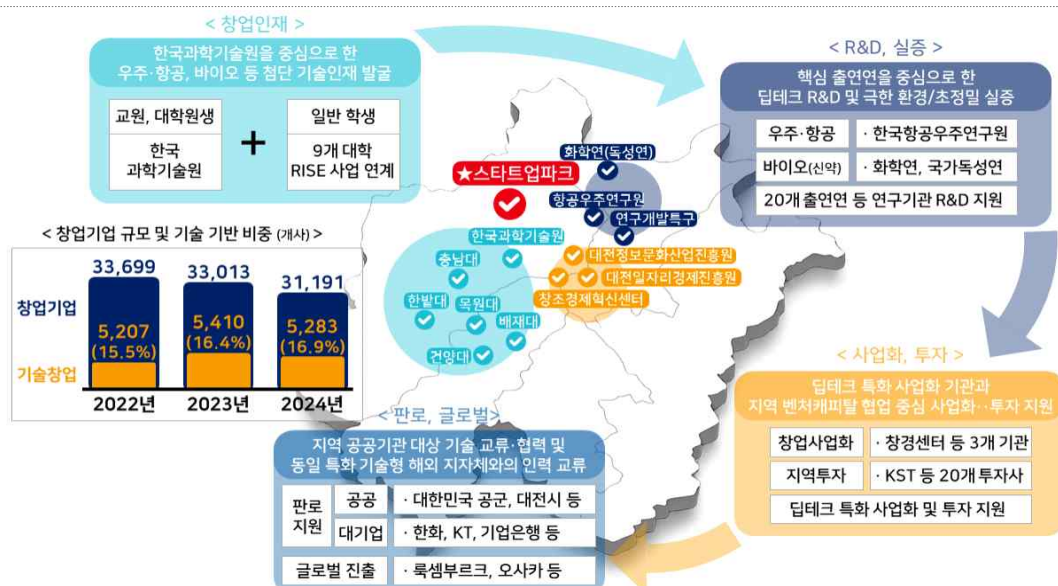 < 창업인재 >
한국과학기술원을 중심으로 한
우주·항공, 바이오 등 첨단 기술인재 발굴
교원, 대학원생
한국
과학기술원
+
일반 학생
9개 대학
RISE 사업 연계
< R&D, 실증 >
핵심 출연연을 중심으로 한
딥테크 R&D 및 극한 환경/초정밀 실증
우주·항공 · 한국항공우주연구원
바이오(신약) · 화학연, 국가독성연
20개 출연연 등 연구기관 R&D 지원
화학연(독성연)
★스타트업파크
항공우주연구원
연구개발특구
한국과학기술원
충남대
한밭대
목원대
배재대
건양대
대전정보문화산업진흥원
대전일자리경제진흥원
창조경제혁신센터
< 창업기업 규모 및 기술 기반 비중 (개사) >
33,699 33,013 31,191
창업기업
5,207 5,410 5,283
(15.5%) (16.4%) (16.9%)
기술창업
2022년 2023년 2024년
< 사업화, 투자 >
딥테크 특화 사업화 기관과
지역 벤처캐피탈 협업 중심 사업화··투자 지원
창업사업화 · 창경센터 등 3개 기관
지역투자 · KST 등 20개 투자사
딥테크 특화 사업화 및 투자 지원
< 판로, 글로벌>
지역 공공기관 대상 기술 교류·협력 및
동일 특화 기술형 해외 지자체와의 인력 교류
판로
지원
공공 · 대한민국 공군, 대전시 등
대기업 · 한화, KT, 기업은행 등
글로벌 진출 · 룩셈부르크, 오사카 등